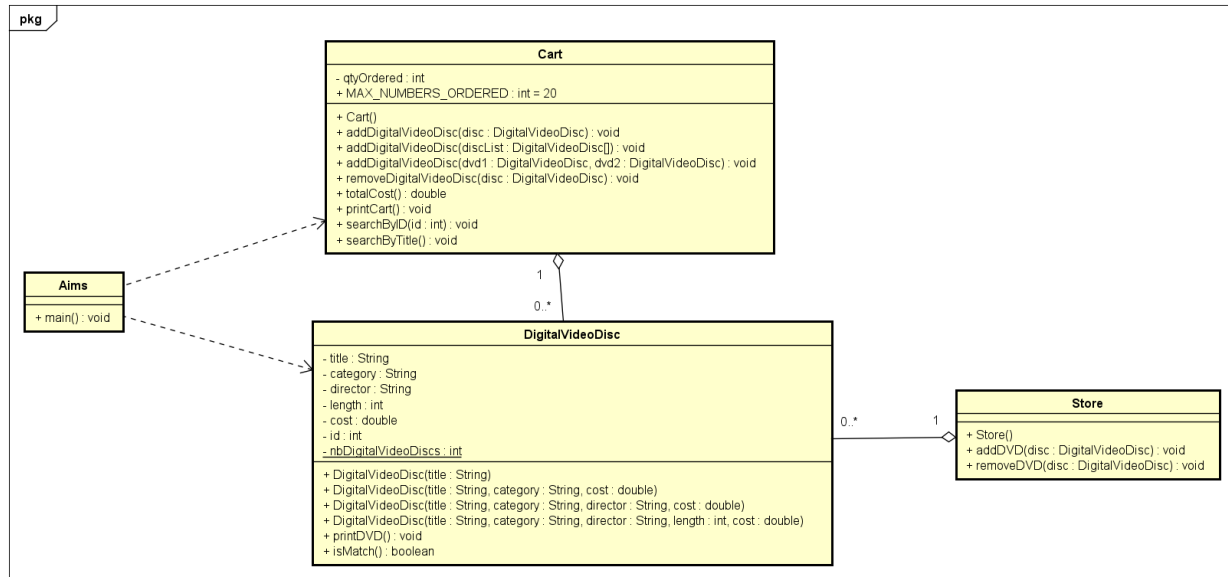 pkg
Cart
- qtyOrdered : int
+ MAX_NUMBERS_ORDERED : int = 20
+ Cart()
+ addDigitalVideoDisc(disc : DigitalVideoDisc) : void
+ addDigitalVideoDisc(discList : DigitalVideoDisc[]) : void
+ addDigitalVideoDisc(dvd1 : DigitalVideoDisc, dvd2 : DigitalVideoDisc) : void
+ removeDigitalVideoDisc(disc : DigitalVideoDisc) : void
+ totalCost() : double
+ printCart() : void
+ searchByID(id : int) : void
+ searchByTitle() : void
1
0..*
Aims
+ main() : void
DigitalVideoDisc
- title : String
- category : String
- director : String
- length : int
- cost : double
- id : int
- nbDigitalVideoDiscs : int
+ DigitalVideoDisc(title : String)
+ DigitalVideoDisc(title : String, category : String, cost : double)
+ DigitalVideoDisc(title : String, category : String, director : String, cost : double)
+ DigitalVideoDisc(title : String, category : String, director : String, length : int, cost : double)
+ printDVD() : void
+ isMatch() : boolean
0..*
1
Store
+ Store()
+ addDVD(disc : DigitalVideoDisc) : void
+ removeDVD(disc : DigitalVideoDisc) : void